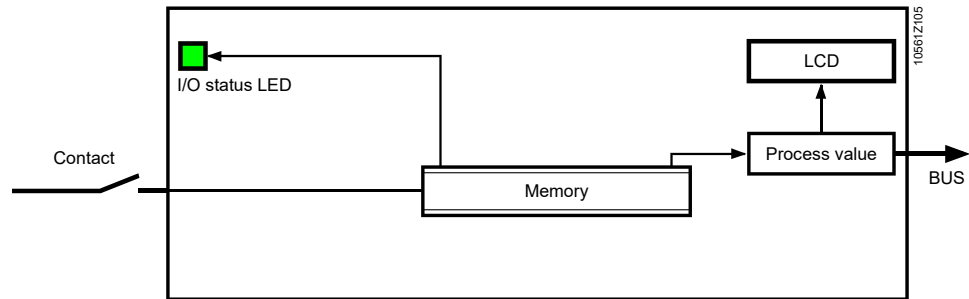 10561Z105
LCD
I/O status LED
Contact
Process value
BUS
Memory